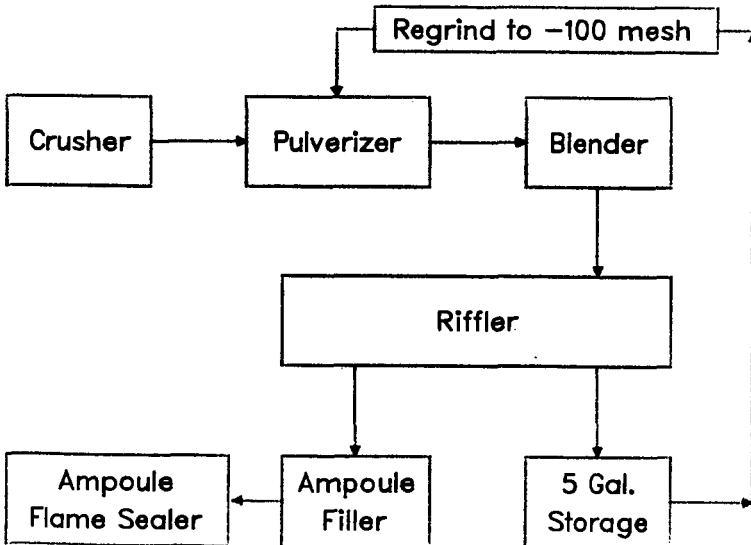 Regrind to −100 mesh
Crusher
Pulverizer
Blender
Riffler
Ampoule
Flame Sealer
Ampoule
Filler
5 Gal.
Storage